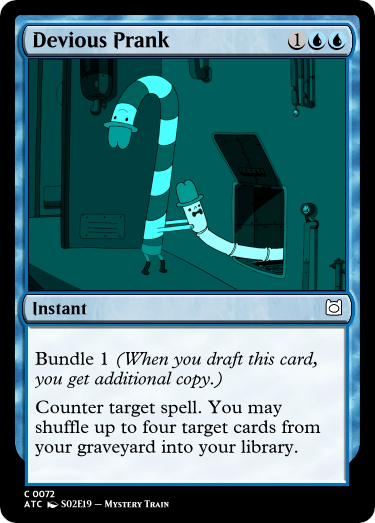 Devious Prank 1
Instant
Bundle 1 (When you draft this card,
you get additional copy.)
Counter target spell. You may
shuffle up to four target cards from
your graveyard into your library.
C 0072
ATC S02E19 – Mystery Train